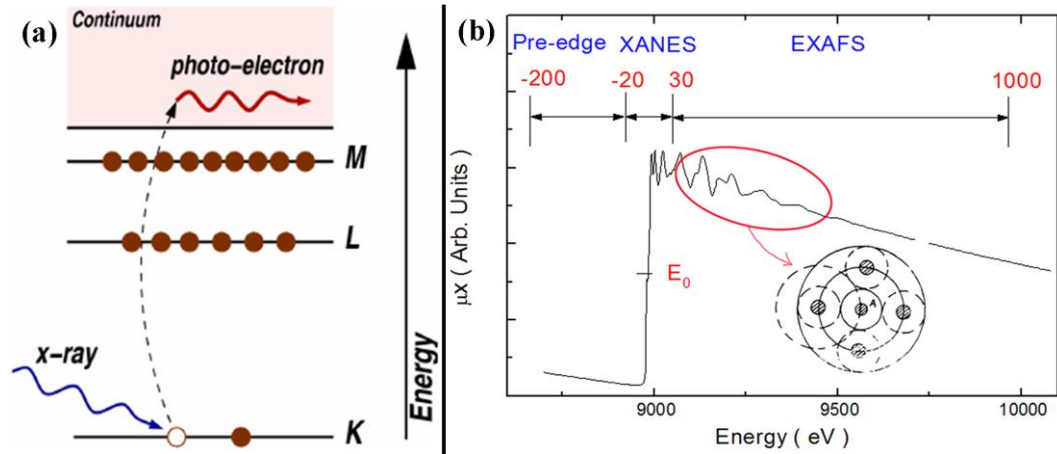 (a)
Continuum
photo-electron
M
L
x-ray
K
Energy
(b)
Pre-edge XANES EXAFS
-200 -20 30 1000
E0
A
μx ( Arb. Units )
9000 9500 10000
Energy ( eV )